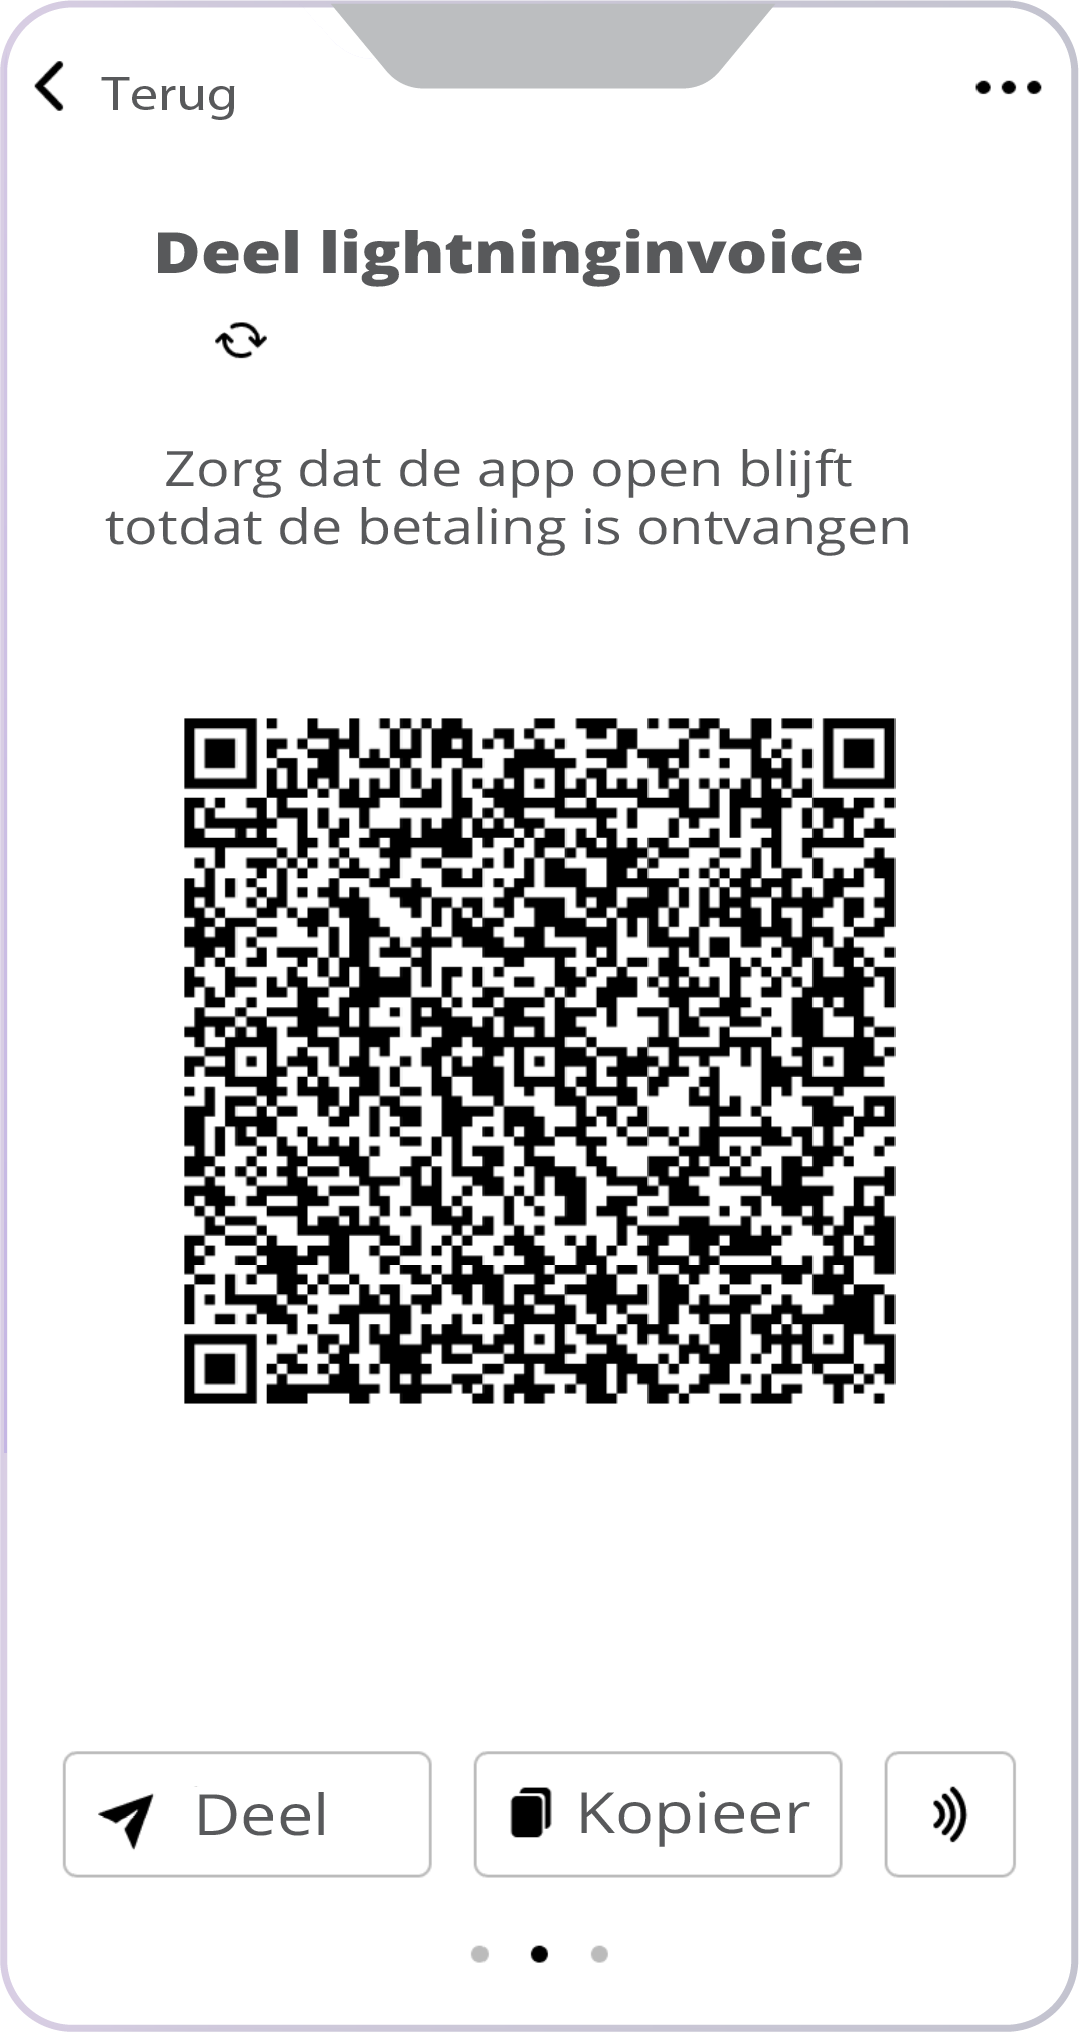 Terug
Deel lightninginvoice
Zorg dat de app open blijft
totdat de betaling is ontvangen
Deel
Kopieer